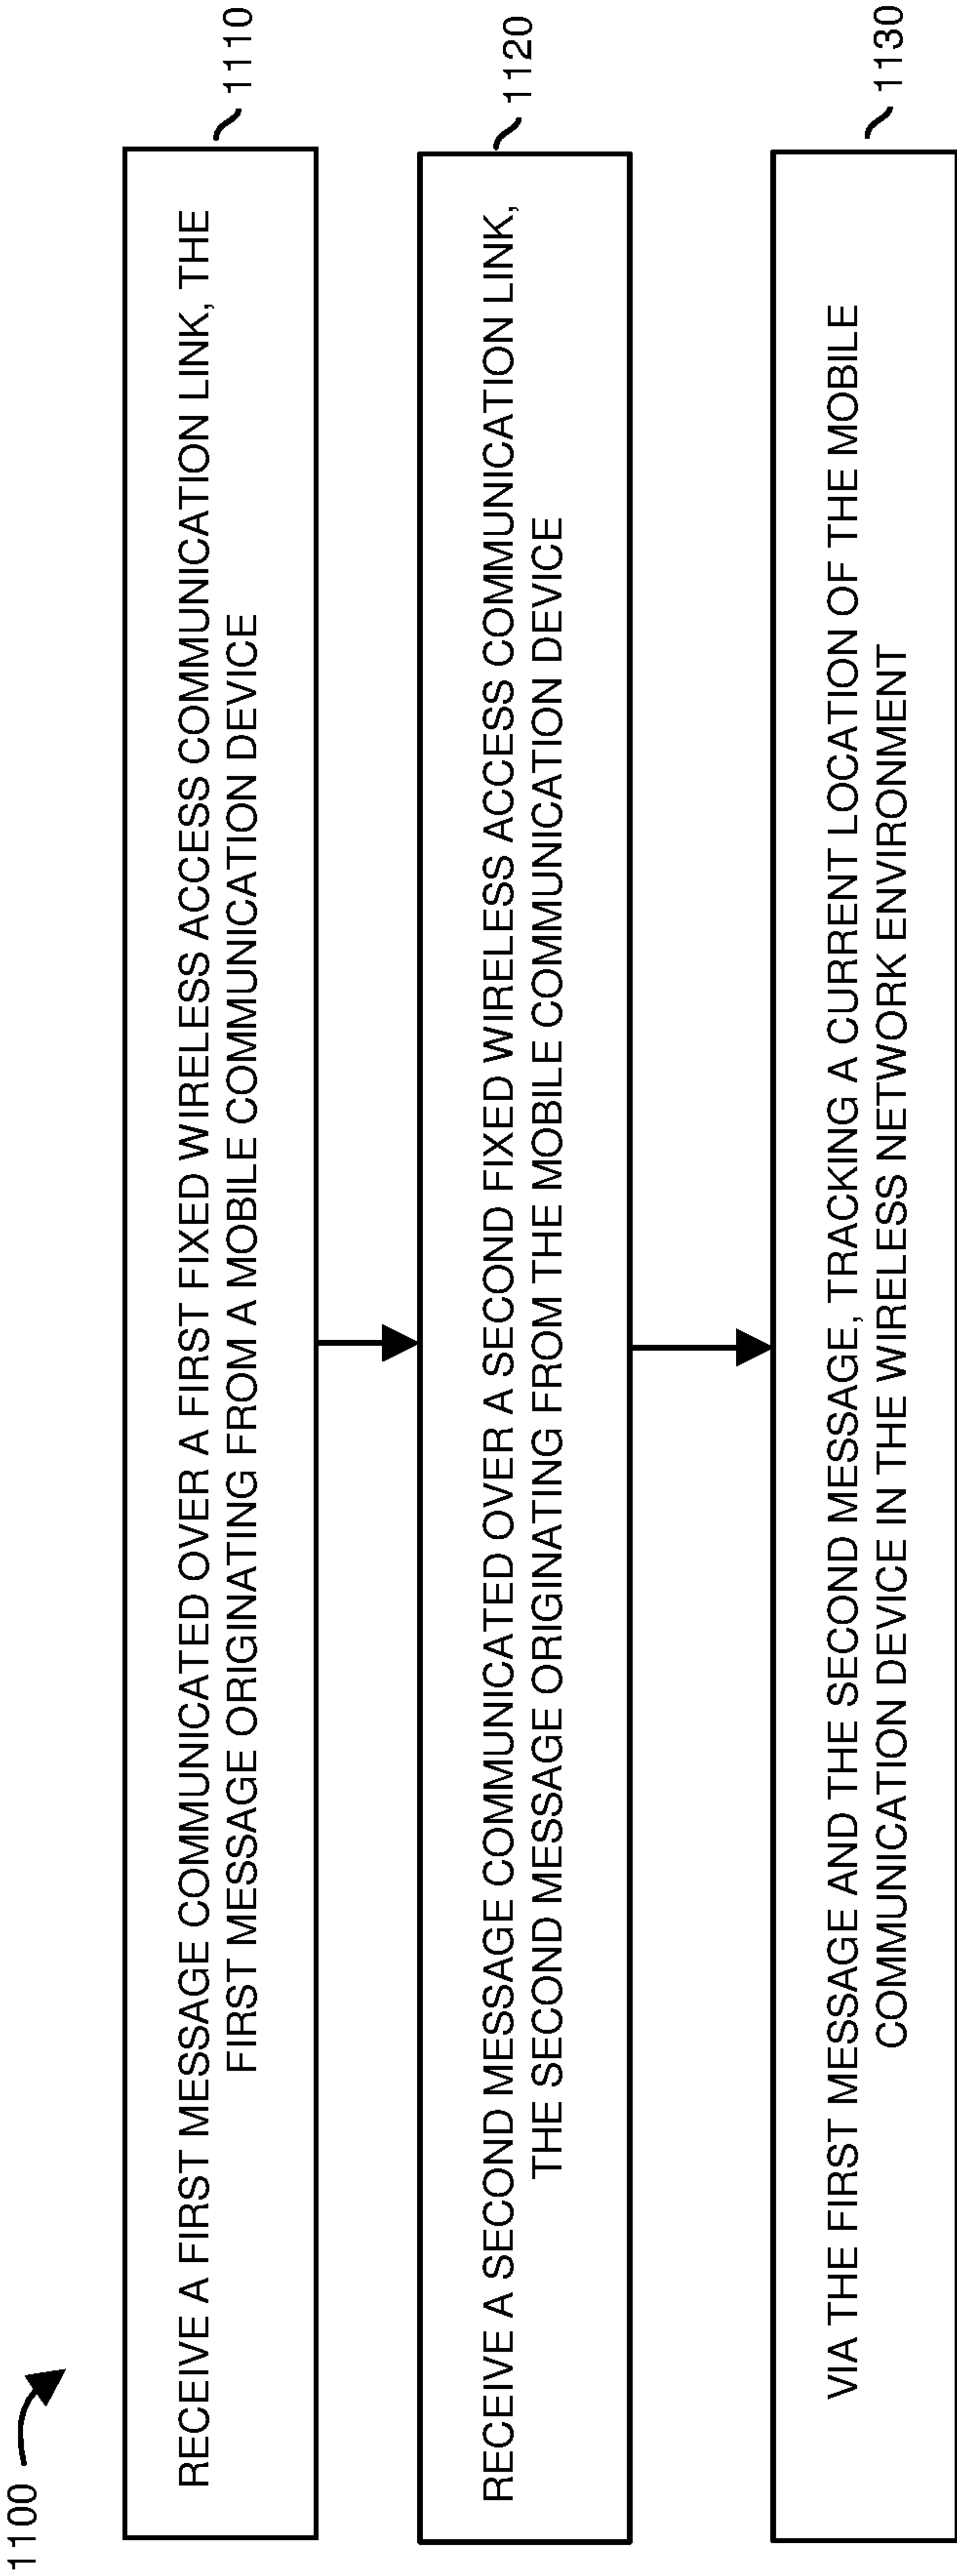 1100
RECEIVE A FIRST MESSAGE COMMUNICATED OVER A FIRST FIXED WIRELESS ACCESS COMMUNICATION LINK, THE
FIRST MESSAGE ORIGINATING FROM A MOBILE COMMUNICATION DEVICE
1110
RECEIVE A SECOND MESSAGE COMMUNICATED OVER A SECOND FIXED WIRELESS ACCESS COMMUNICATION LINK,
THE SECOND MESSAGE ORIGINATING FROM THE MOBILE COMMUNICATION DEVICE
1120
VIA THE FIRST MESSAGE AND THE SECOND MESSAGE, TRACKING A CURRENT LOCATION OF THE MOBILE
COMMUNICATION DEVICE IN THE WIRELESS NETWORK ENVIRONMENT
1130